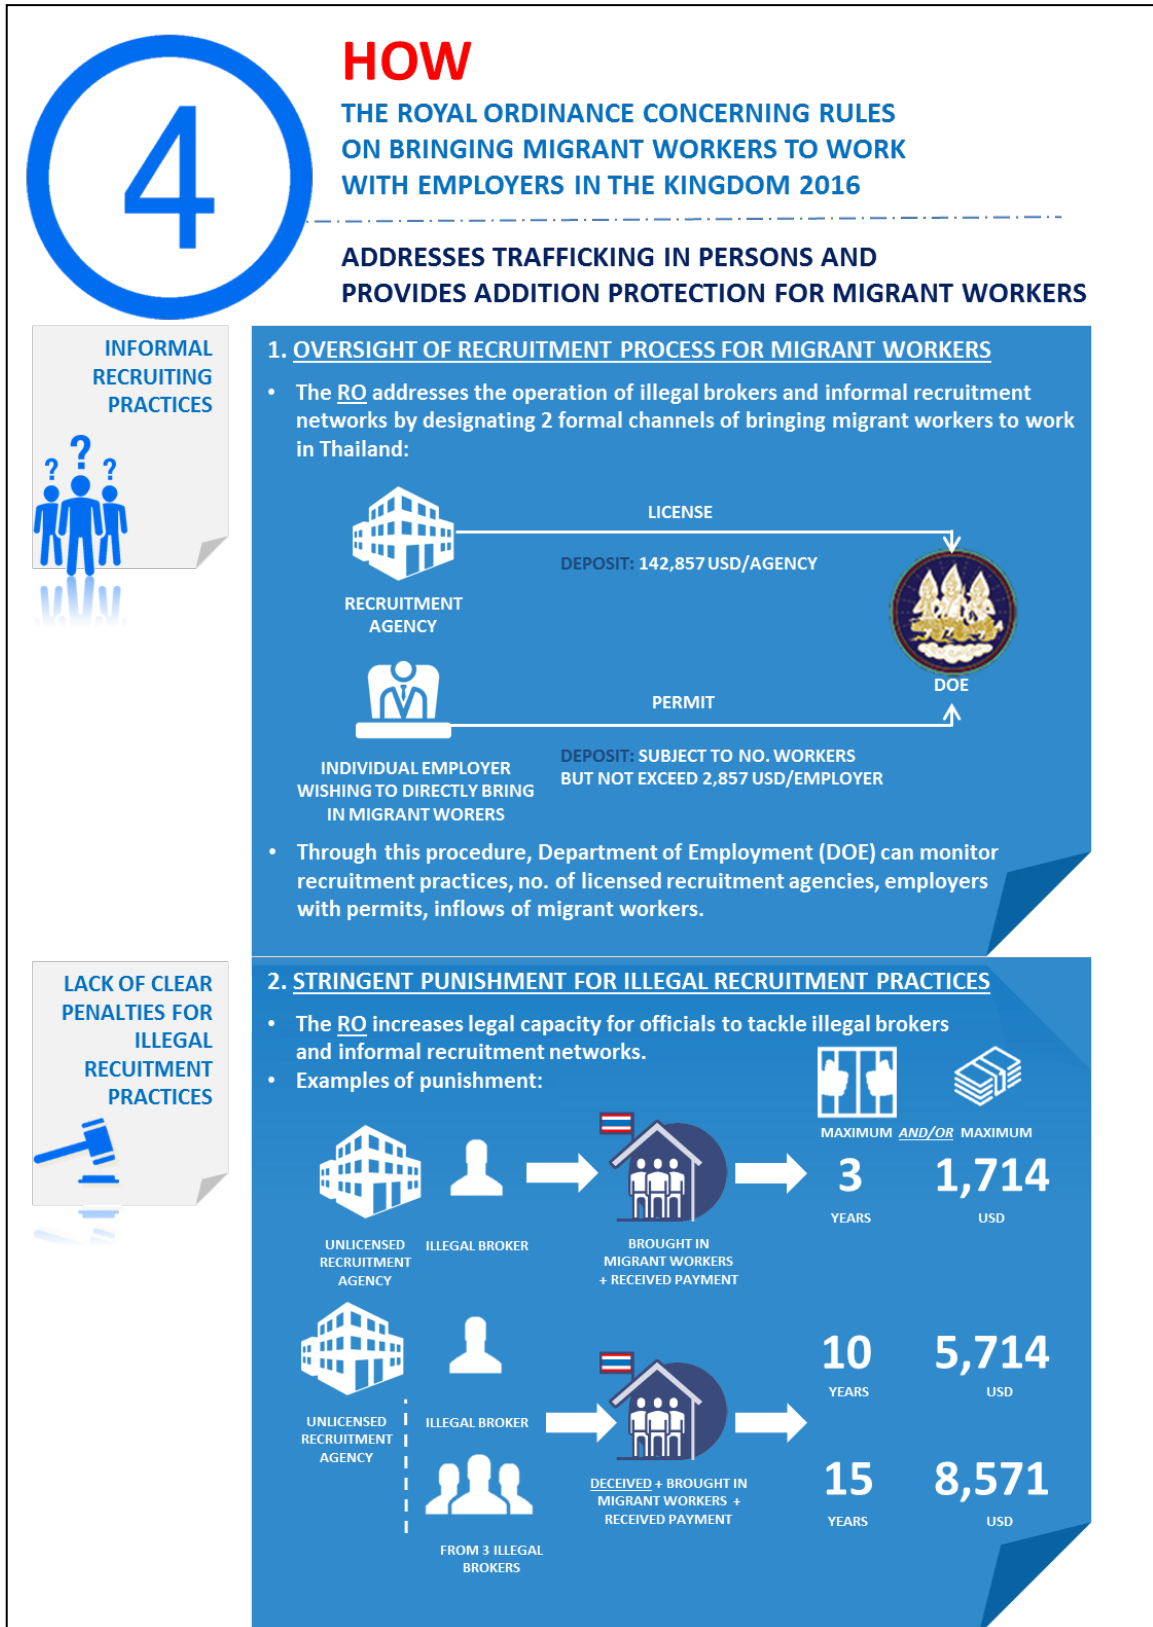 4
HOW
THE ROYAL ORDINANCE CONCERNING RULES
ON BRINGING MIGRANT WORKERS TO WORK
WITH EMPLOYERS IN THE KINGDOM 2016
ADDRESSES TRAFFICKING IN PERSONS AND
PROVIDES ADDITION PROTECTION FOR MIGRANT WORKERS
INFORMAL
RECRUITING
PRACTICES
? ? ?
1. OVERSIGHT OF RECRUITMENT PROCESS FOR MIGRANT WORKERS
• The RO addresses the operation of illegal brokers and informal recruitment
networks by designating 2 formal channels of bringing migrant workers to work
in Thailand:
LICENSE
DEPOSIT: 142,857 USD/AGENCY
RECRUITMENT
AGENCY
DOE
PERMIT
DEPOSIT: SUBJECT TO NO. WORKERS
BUT NOT EXCEED 2,857 USD/EMPLOYER
INDIVIDUAL EMPLOYER
WISHING TO DIRECTLY BRING
IN MIGRANT WORERS
• Through this procedure, Department of Employment (DOE) can monitor
recruitment practices, no. of licensed recruitment agencies, employers
with permits, inflows of migrant workers.
LACK OF CLEAR
PENALTIES FOR
ILLEGAL
RECUITMENT
PRACTICES
2. STRINGENT PUNISHMENT FOR ILLEGAL RECRUITMENT PRACTICES
• The RO increases legal capacity for officials to tackle illegal brokers
and informal recruitment networks.
• Examples of punishment:
MAXIMUM AND/OR MAXIMUM
3 1,714
YEARS USD
UNLICENSED
RECRUITMENT
AGENCY
ILLEGAL BROKER
BROUGHT IN
MIGRANT WORKERS
+ RECEIVED PAYMENT
10 5,714
YEARS USD
UNLICENSED
RECRUITMENT
AGENCY
ILLEGAL BROKER
DECEIVED + BROUGHT IN
MIGRANT WORKERS +
RECEIVED PAYMENT
15 8,571
YEARS USD
FROM 3 ILLEGAL
BROKERS